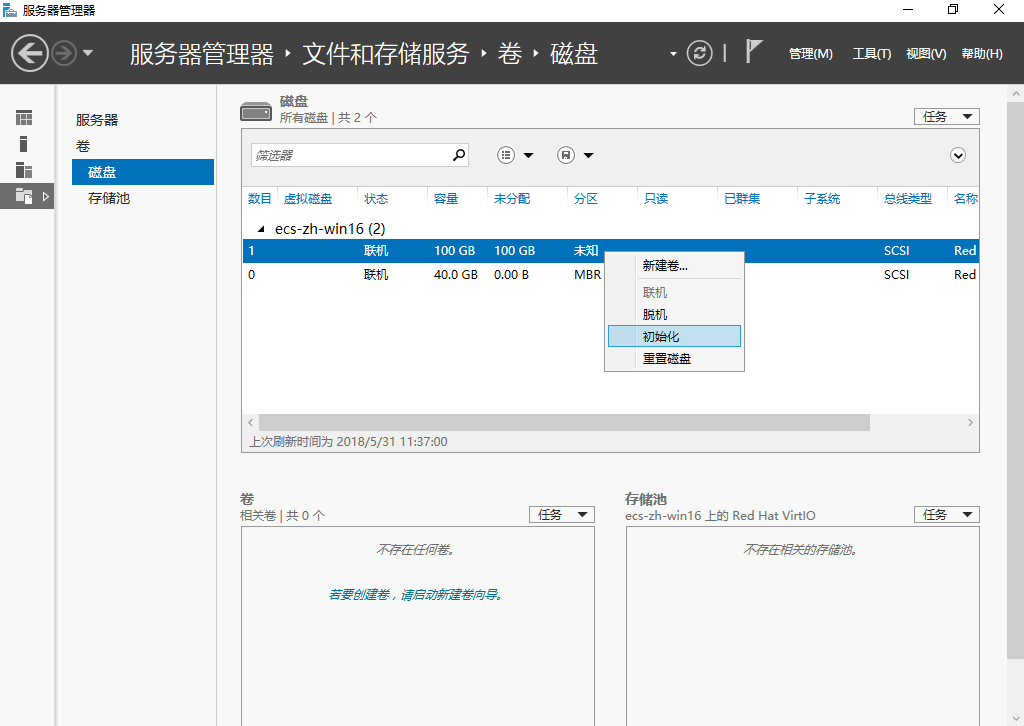 服务器管理器
服务器管理器 ‣ 文件和存储服务 ‣ 卷 ‣ 磁盘
管理(M) 工具(T) 视图(V) 帮助(H)
服务器
卷
磁盘
存储池
磁盘
所有磁盘 | 共 2 个
任务
筛选器
数目 虚拟磁盘 状态 容量 未分配 分区 只读 已群集 子系统 总线类型 名称
ecs-zh-win16 (2)
1 联机 100 GB 100 GB 未知 SCSI Red
0 联机 40.0 GB 0.00 B MBR SCSI Red
新建卷...
联机
脱机
初始化
重置磁盘
上次刷新时间为 2018/5/31 11:37:00
卷
相关卷 | 共 0 个
任务
不存在任何卷。
若要创建卷，请启动新建卷向导。
存储池
ecs-zh-win16 上的 Red Hat VirtIO
任务
不存在相关的存储池。